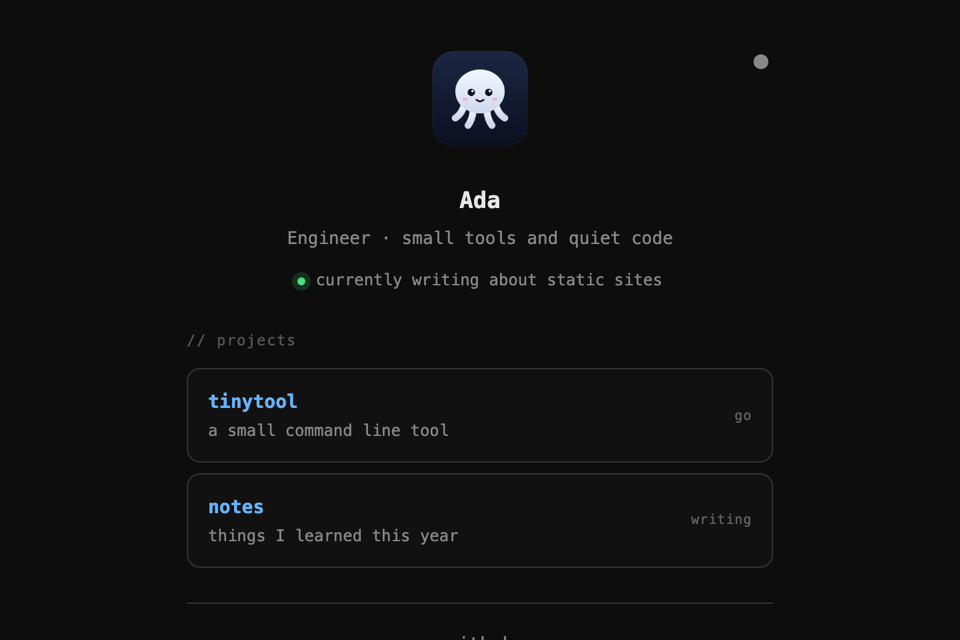 Ada
Engineer · small tools and quiet code
currently writing about static sites
// projects
tinytool
a small command line tool
go
notes
things I learned this year
writing